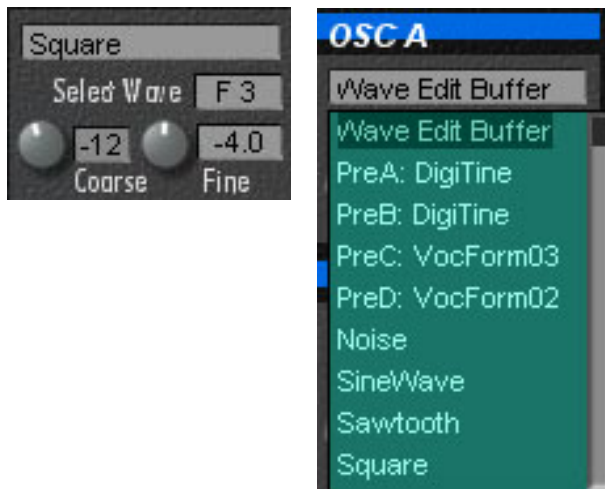 Square
Select Wave F 3
-12 -4.0
Coarse Fine
OSC A
Wave Edit Buffer
Wave Edit Buffer
PreA: DigiTine
PreB: DigiTine
PreC: VocForm03
PreD: VocForm02
Noise
SineWave
Sawtooth
Square